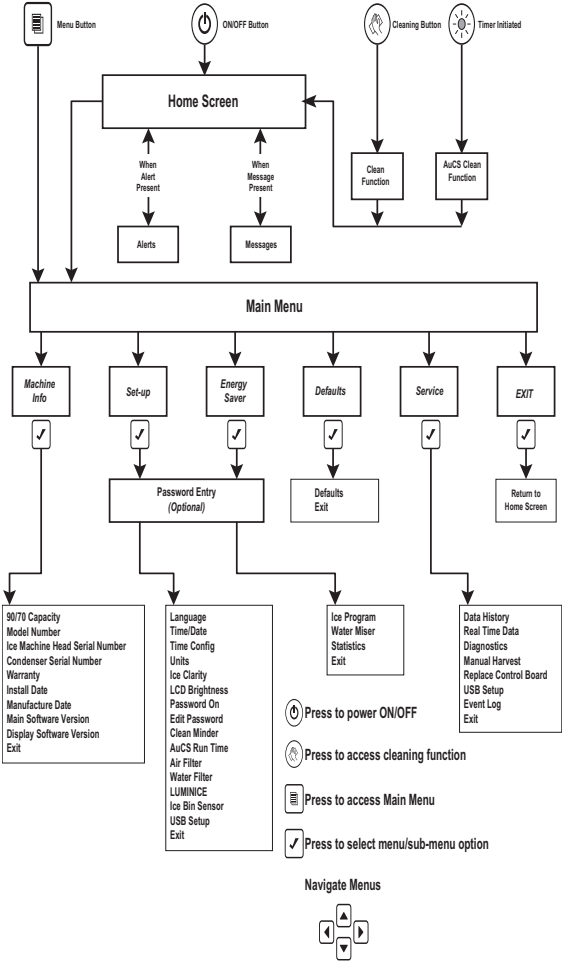 Menu Button
ON/OFF Button
Cleaning Button
Timer Initiated
Home Screen
When
Alert
Present
When
Message
Present
Clean
Function
AuCS Clean
Function
Alerts
Messages
Main Menu
Machine
Info
Set-up
Energy
Saver
Defaults
Service
EXIT
Password Entry
(Optional)
Defaults
Exit
Return to
Home Screen
90/70 Capacity
Model Number
Ice Machine Head Serial Number
Condenser Serial Number
Warranty
Install Date
Manufacture Date
Main Software Version
Display Software Version
Exit
Language
Time/Date
Time Config
Units
Ice Clarity
LCD Brightness
Password On
Edit Password
Clean Minder
AuCS Run Time
Air Filter
Water Filter
LUMINICE
Ice Bin Sensor
USB Setup
Exit
Ice Program
Water Miser
Statistics
Exit
Data History
Real Time Data
Diagnostics
Manual Harvest
Replace Control Board
USB Setup
Event Log
Exit
Press to power ON/OFF
Press to access cleaning function
Press to access Main Menu
Press to select menu/sub-menu option
Navigate Menus